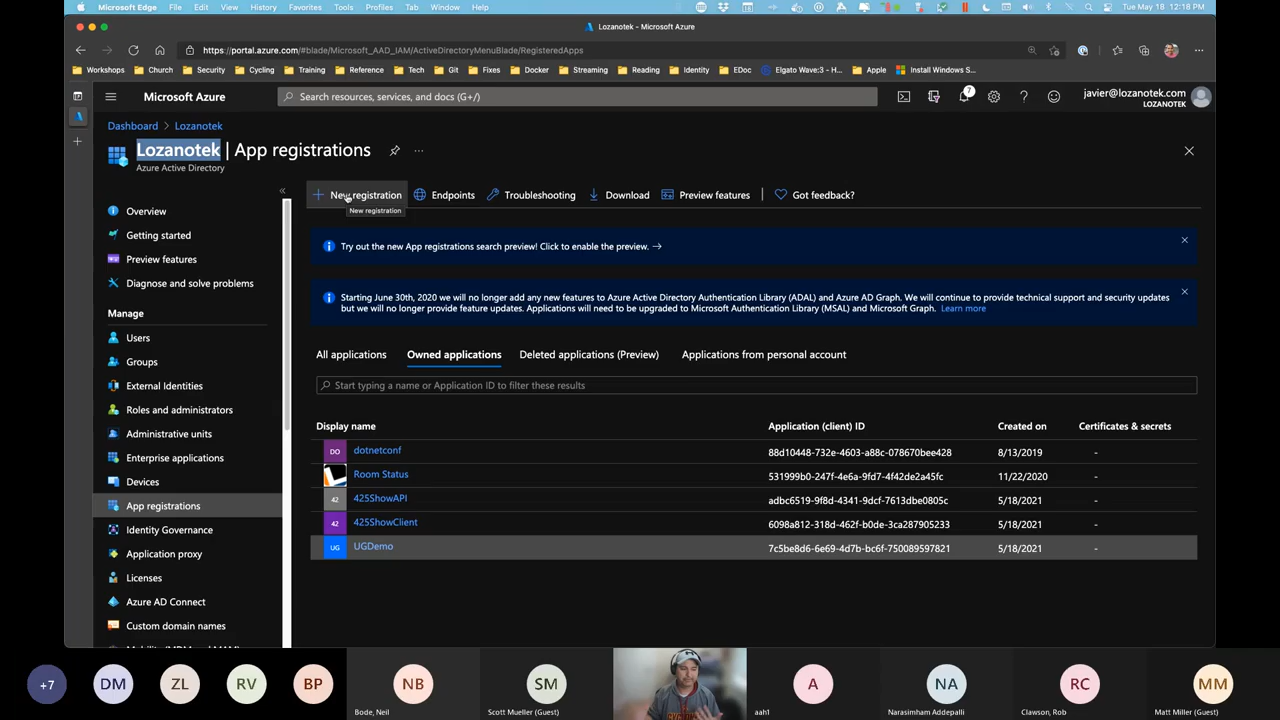 Microsoft Edge File Edit View History Favorites Tools Profiles Tab Window Help Tue May 18 12:18 PM
Lozanotek - Microsoft Azure
https://portal.azure.com/#blade/Microsoft_AAD_IAM/ActiveDirectoryMenuBlade/RegisteredApps
Workshops Church Security Cycling Training Reference Tech Git Fixes Docker Streaming Reading Identity EDoc Elgato Wave:3 - H... Apple Install Windows S...
Microsoft Azure
Search resources, services, and docs (G+/)
7
javier@lozanotek.com
LOZANOTEK
Dashboard > Lozanotek
Lozanotek | App registrations
Azure Active Directory
New registration Endpoints Troubleshooting Download Preview features Got feedback?
New registration
Overview
Getting started
Preview features
Diagnose and solve problems
Manage
Users
Groups
External Identities
Roles and administrators
Administrative units
Enterprise applications
Devices
App registrations
Identity Governance
Application proxy
Licenses
Azure AD Connect
Custom domain names
Mobility (MDM and MAM)
Try out the new App registrations search preview! Click to enable the preview. →
Starting June 30th, 2020 we will no longer add any new features to Azure Active Directory Authentication Library (ADAL) and Azure AD Graph. We will continue to provide technical support and security updates
but we will no longer provide feature updates. Applications will need to be upgraded to Microsoft Authentication Library (MSAL) and Microsoft Graph. Learn more
All applications Owned applications Deleted applications (Preview) Applications from personal account
Start typing a name or Application ID to filter these results
Display name Application (client) ID Created on Certificates & secrets
DO dotnetconf 88d10448-732e-4603-a88c-078670bee428 8/13/2019 -
Room Status 531999b0-247f-4e6a-9fd7-4f42de2a45fc 11/22/2020 -
42 425ShowAPI adbc6519-9f8d-4341-9dcf-7613dbe0805c 5/18/2021 -
42 425ShowClient 6098a812-318d-462f-b0de-3ca287905233 5/18/2021 -
UG UGDemo 7c5be8d6-6e69-4d7b-bc6f-750089597821 5/18/2021 -
+7 DM ZL RV BP NB SM A NA RC MM
Bode, Neil Scott Mueller (Guest) aah1 Narasimham Addepalli Clawson, Rob Matt Miller (Guest)